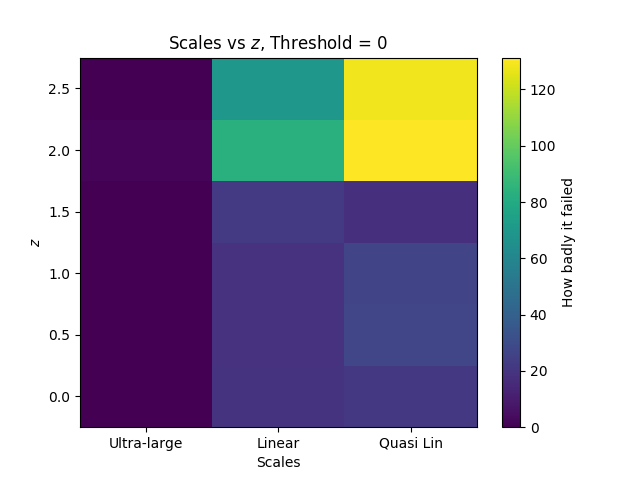 Scales vs z, Threshold = 0
2.5
2.0
1.5
1.0
0.5
0.0
z
Ultra-large
Linear
Quasi Lin
Scales
120
100
80
60
40
20
0
How badly it failed